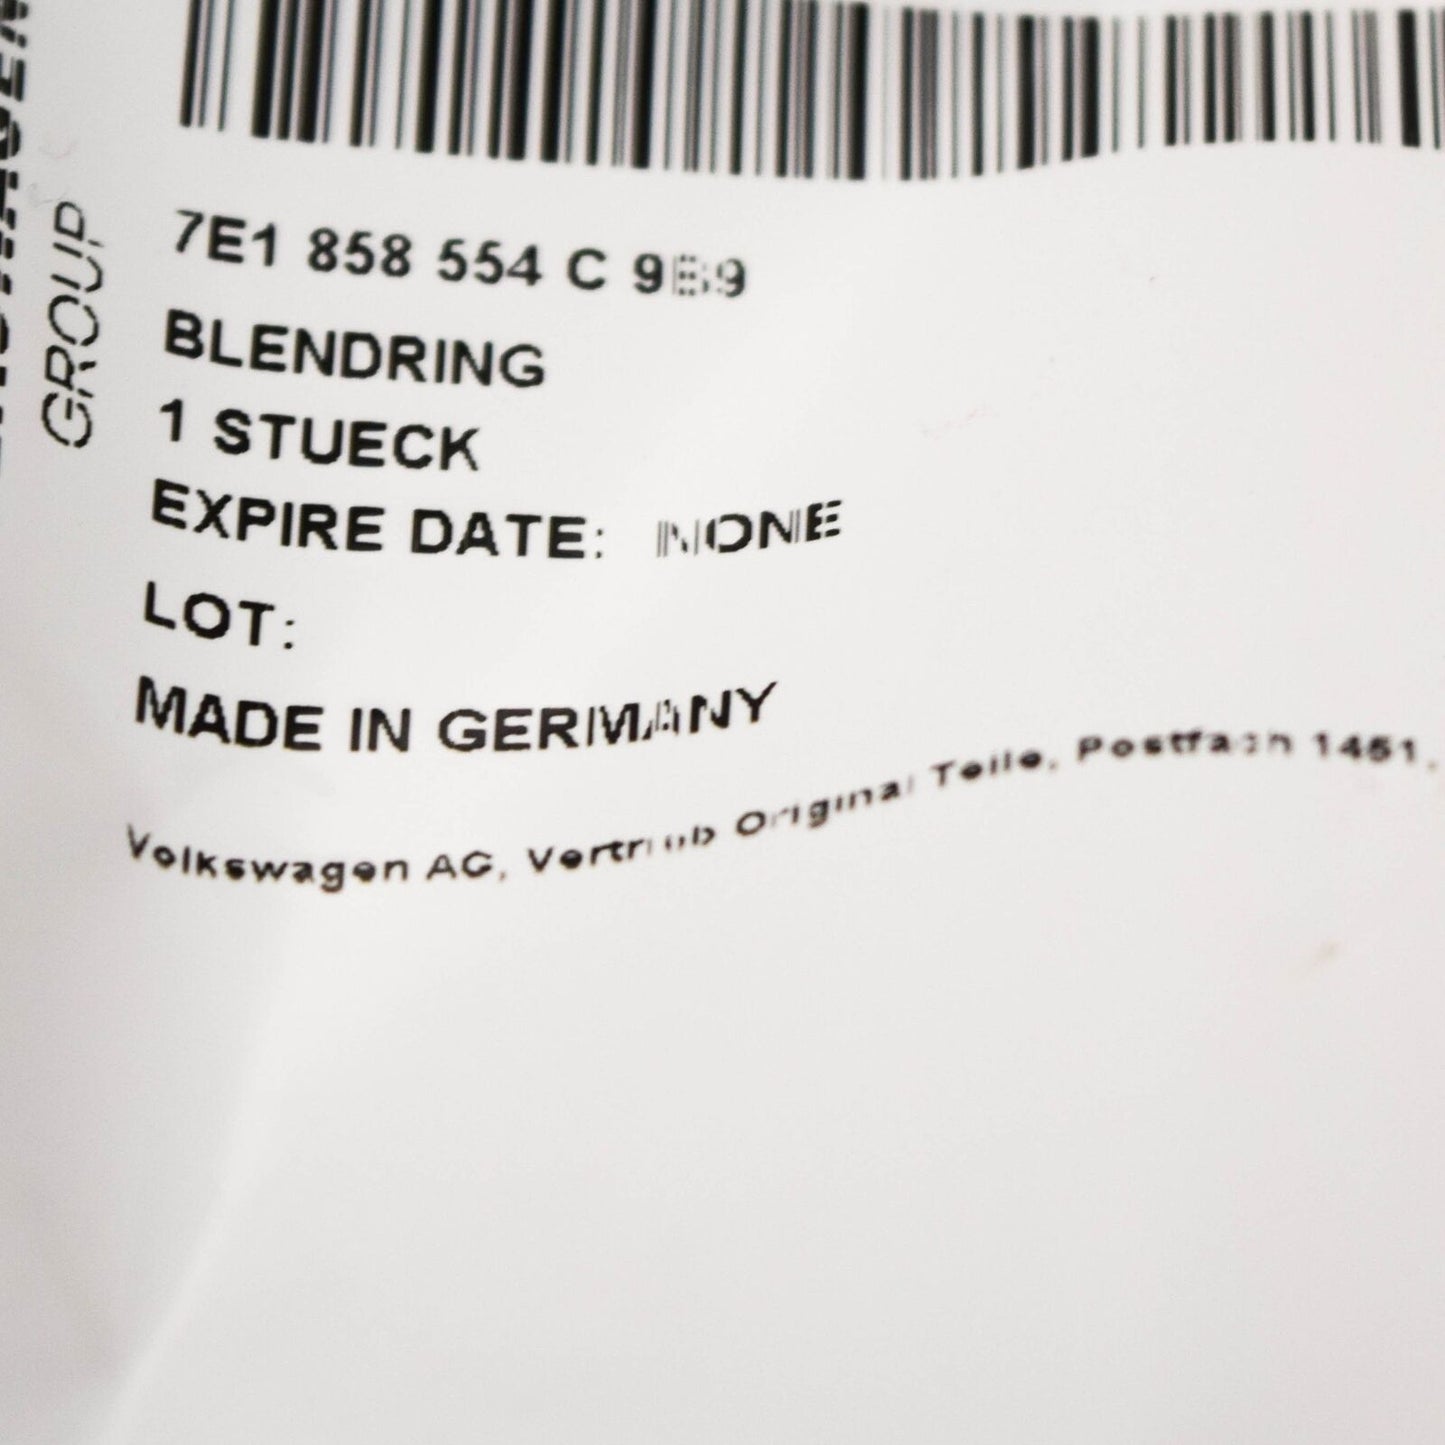 GROUP
7E1 858 554 C 9B9
BLENDRING
1 STUECK
EXPIRE DATE: NONE
LOT:
MADE IN GERMANY
Volkswagen AG, Vertrieb Original Teile, Postfach 1451,